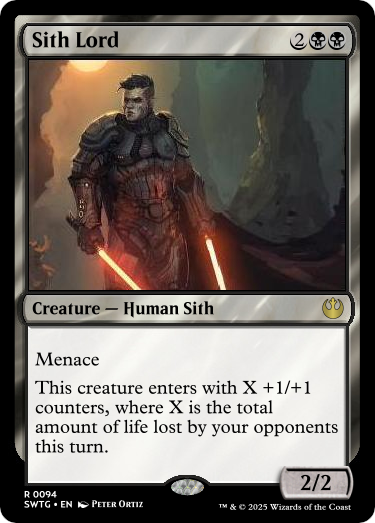 Sith Lord 2
Creature — Human Sith
Menace
This creature enters with X +1/+1
counters, where X is the total
amount of life lost by your opponents
this turn.
2/2
R 0094
SWTG • EN Peter Ortiz
™ & © 2025 Wizards of the Coast